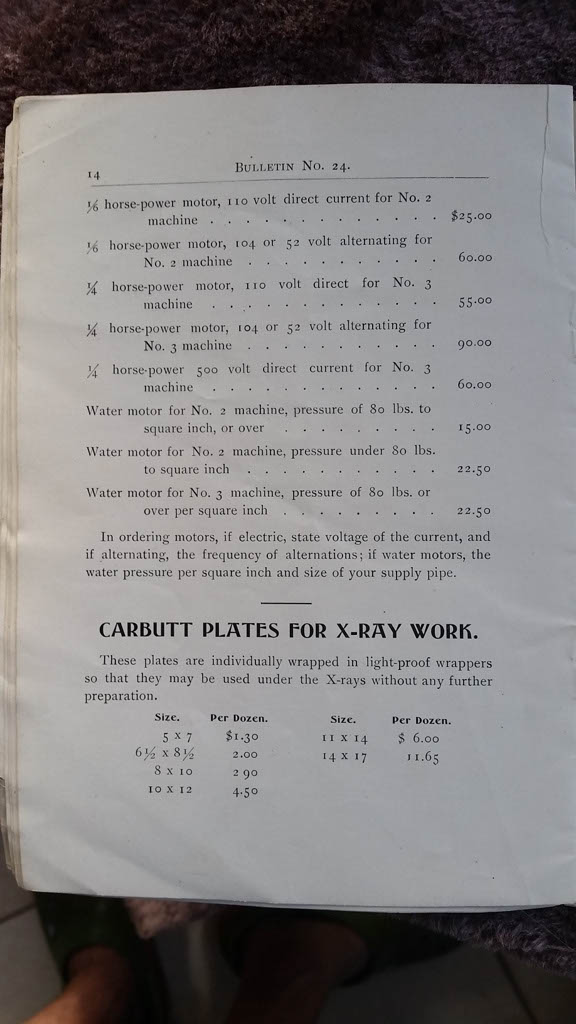 14
BULLETIN NO. 24.
⅙ horse-power motor, 110 volt direct current for No. 2
machine . . . . . . . . . . . . $25.00
⅙ horse-power motor, 104 or 52 volt alternating for
No. 2 machine . . . . . . . . . . 60.00
¼ horse-power motor, 110 volt direct for No. 3
machine . . . . . . . . . . . . 55.00
¼ horse-power motor, 104 or 52 volt alternating for
No. 3 machine . . . . . . . . . . 90.00
¼ horse-power 500 volt direct current for No. 3
machine . . . . . . . . . . . . 60.00
Water motor for No. 2 machine, pressure of 80 lbs. to
square inch, or over . . . . . . . . . 15.00
Water motor for No. 2 machine, pressure under 80 lbs.
to square inch . . . . . . . . . . . 22.50
Water motor for No. 3 machine, pressure of 80 lbs. or
over per square inch . . . . . . . . . 22.50
In ordering motors, if electric, state voltage of the current, and
if alternating, the frequency of alternations; if water motors, the
water pressure per square inch and size of your supply pipe.
CARBUTT PLATES FOR X-RAY WORK.
These plates are individually wrapped in light-proof wrappers
so that they may be used under the X-rays without any further
preparation.
Size. Per Dozen. Size. Per Dozen.
5 x 7 $1.30 11 x 14 $ 6.00
6½ x 8½ 2.00 14 x 17 11.65
8 x 10 2 90
10 x 12 4.50